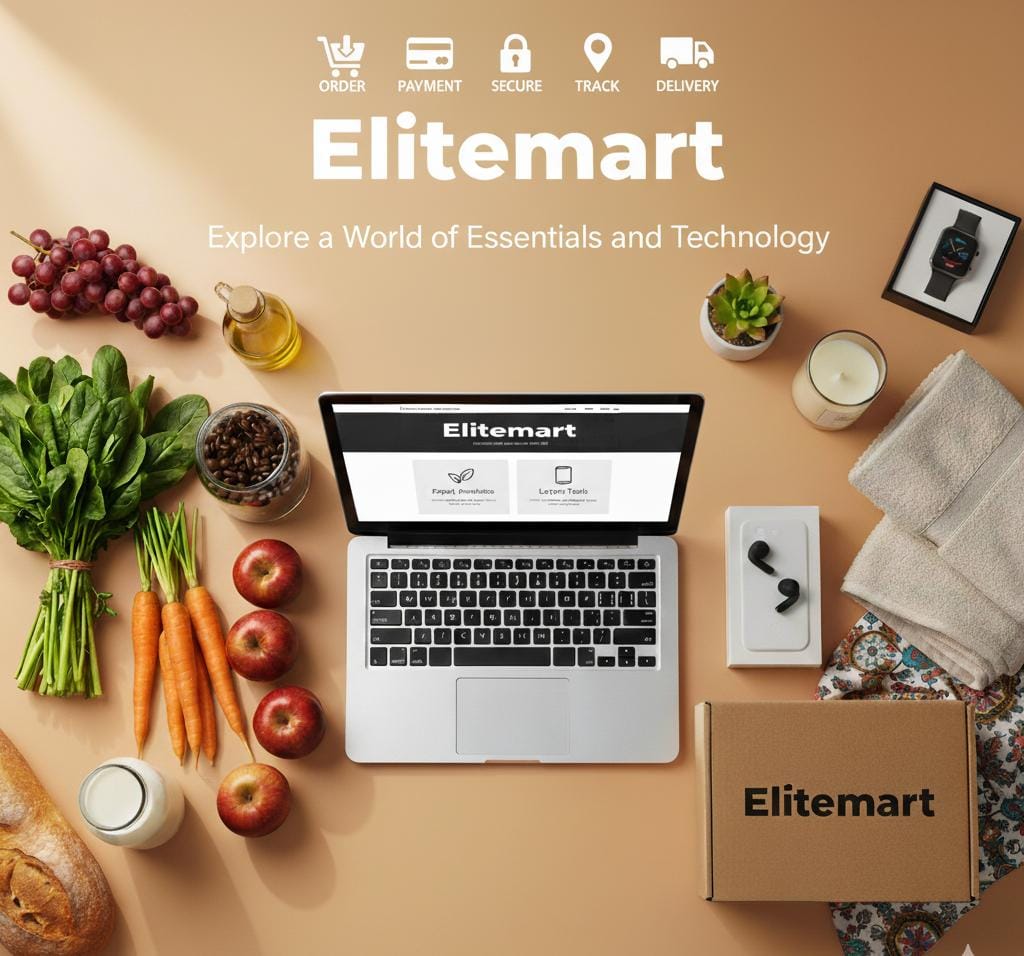 ORDER PAYMENT SECURE TRACK DELIVERY
Elitemart
Explore a World of Essentials and Technology
Elitemart
Elitemart